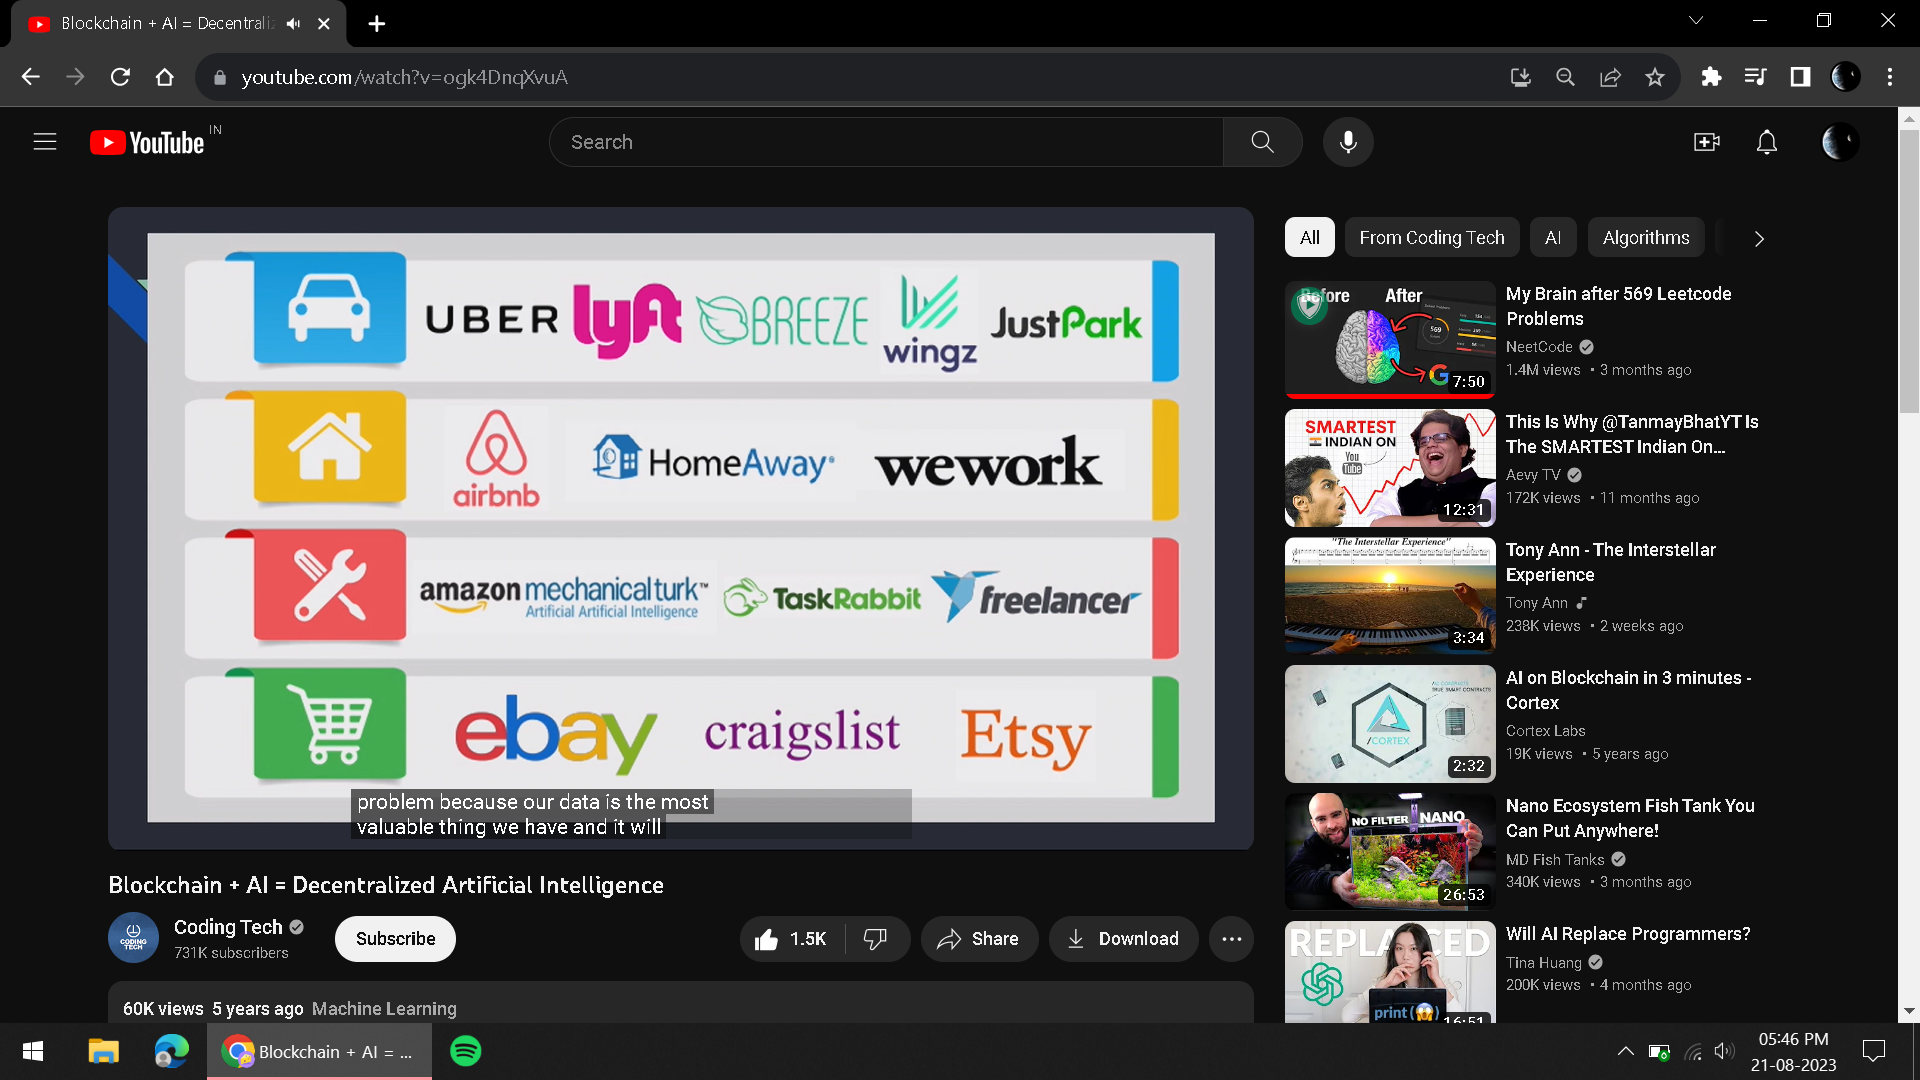 Blockchain + AI = Decentraliz
youtube.com/watch?v=ogk4DnqXvuA
YouTube IN
Search
UBER lyft BREEZE wingz JustPark
airbnb HomeAway wework
amazon mechanical turk™ TaskRabbit freelancer
Artificial Artificial Intelligence
ebay craigslist Etsy
problem because our data is the most
valuable thing we have and it will
Blockchain + AI = Decentralized Artificial Intelligence
CODING TECH
Coding Tech
731K subscribers
Subscribe
1.5K
Share
Download
60K views 5 years ago Machine Learning
All From Coding Tech AI Algorithms
Before After
569
7:50
My Brain after 569 Leetcode
Problems
NeetCode
1.4M views • 3 months ago
SMARTEST
INDIAN ON
You
Tube
12:31
This Is Why @TanmayBhatYT Is
The SMARTEST Indian On...
Aevy TV
172K views • 11 months ago
"The Interstellar Experience"
3:34
Tony Ann - The Interstellar
Experience
Tony Ann
238K views • 2 weeks ago
/CORTEX
2:32
AI on Blockchain in 3 minutes -
Cortex
Cortex Labs
19K views • 5 years ago
NO FILTER NANO
26:53
Nano Ecosystem Fish Tank You
Can Put Anywhere!
MD Fish Tanks
340K views • 3 months ago
REPLACED
print(
16:51
Will AI Replace Programmers?
Tina Huang
200K views • 4 months ago
Blockchain + AI = ...
05:46 PM
21-08-2023